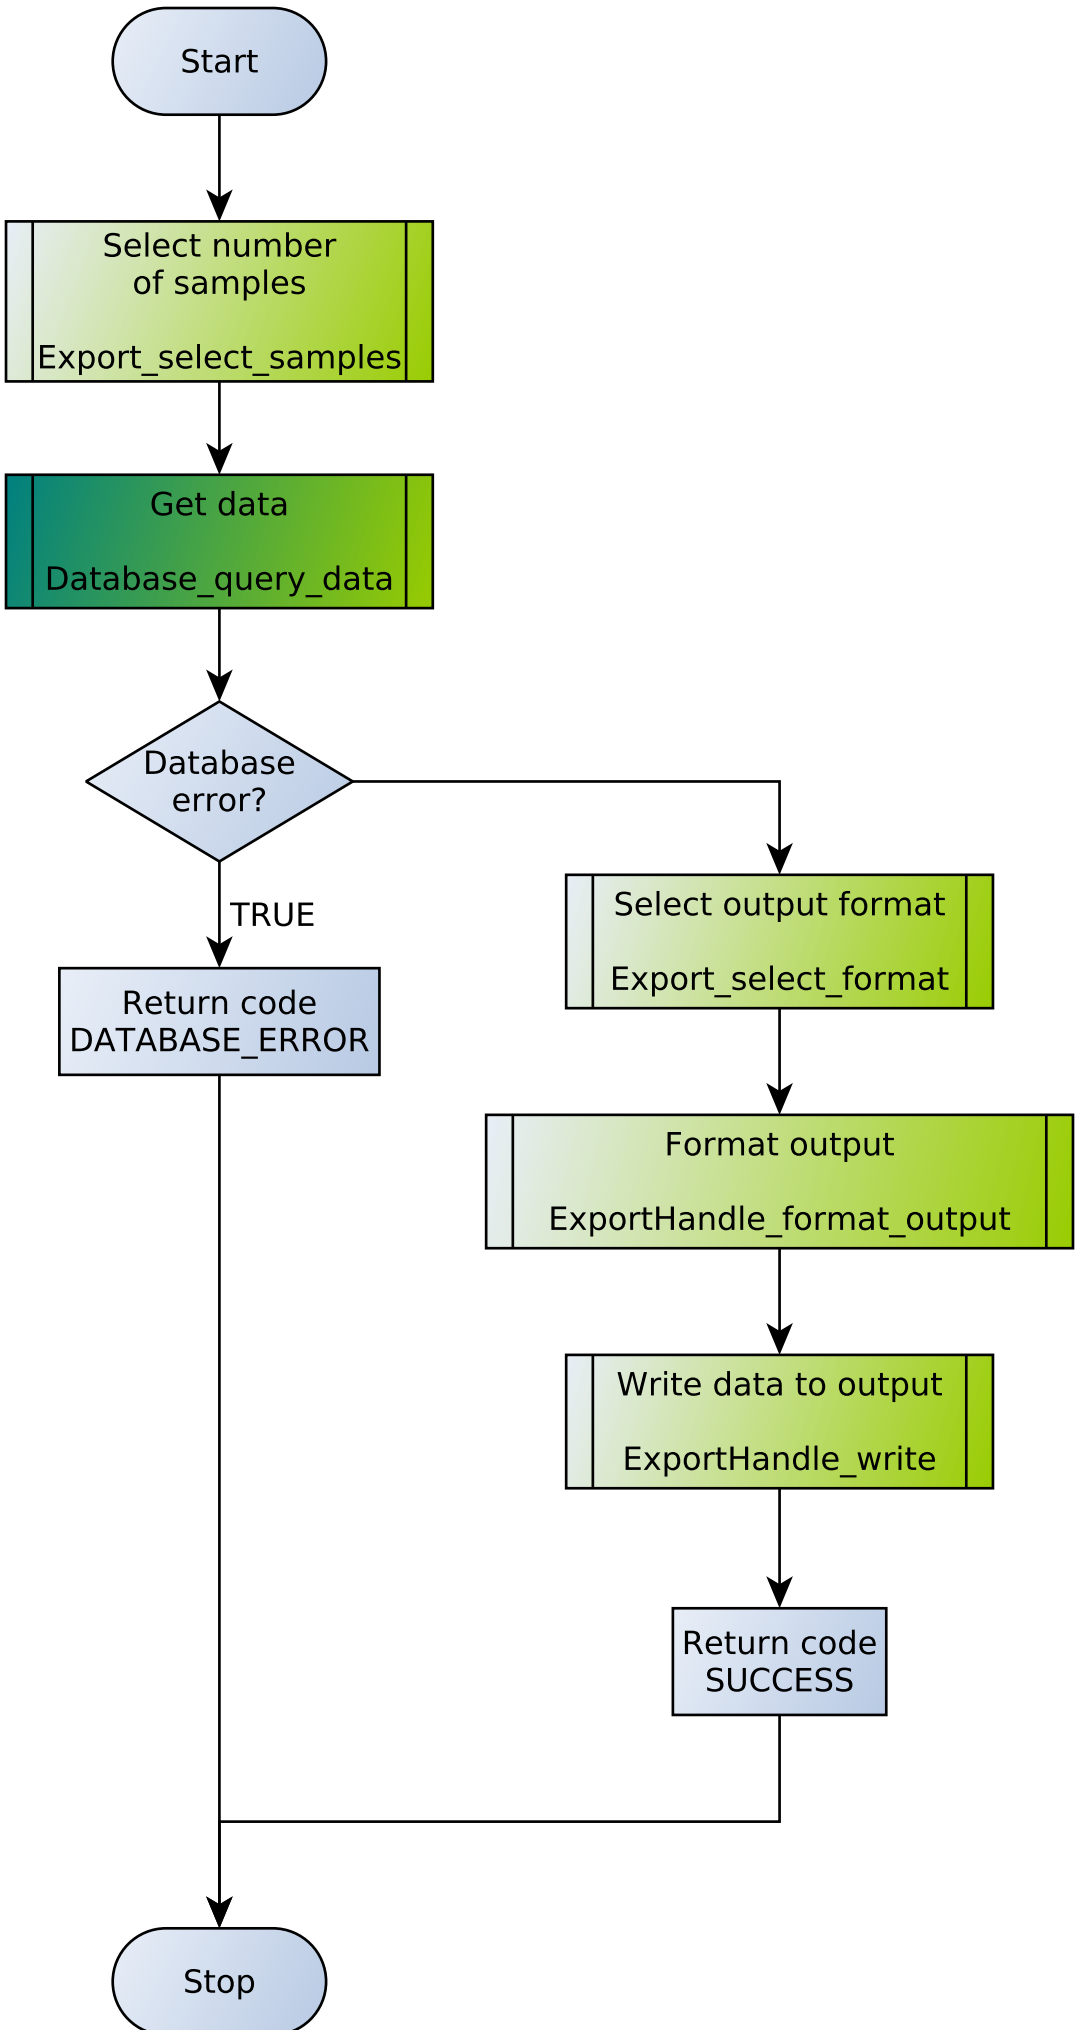 Start
Select number
of samples
Export_select_samples
Get data
Database_query_data
Database
error?
TRUE
Return code
DATABASE_ERROR
Select output format
Export_select_format
Format output
ExportHandle_format_output
Write data to output
ExportHandle_write
Return code
SUCCESS
Stop